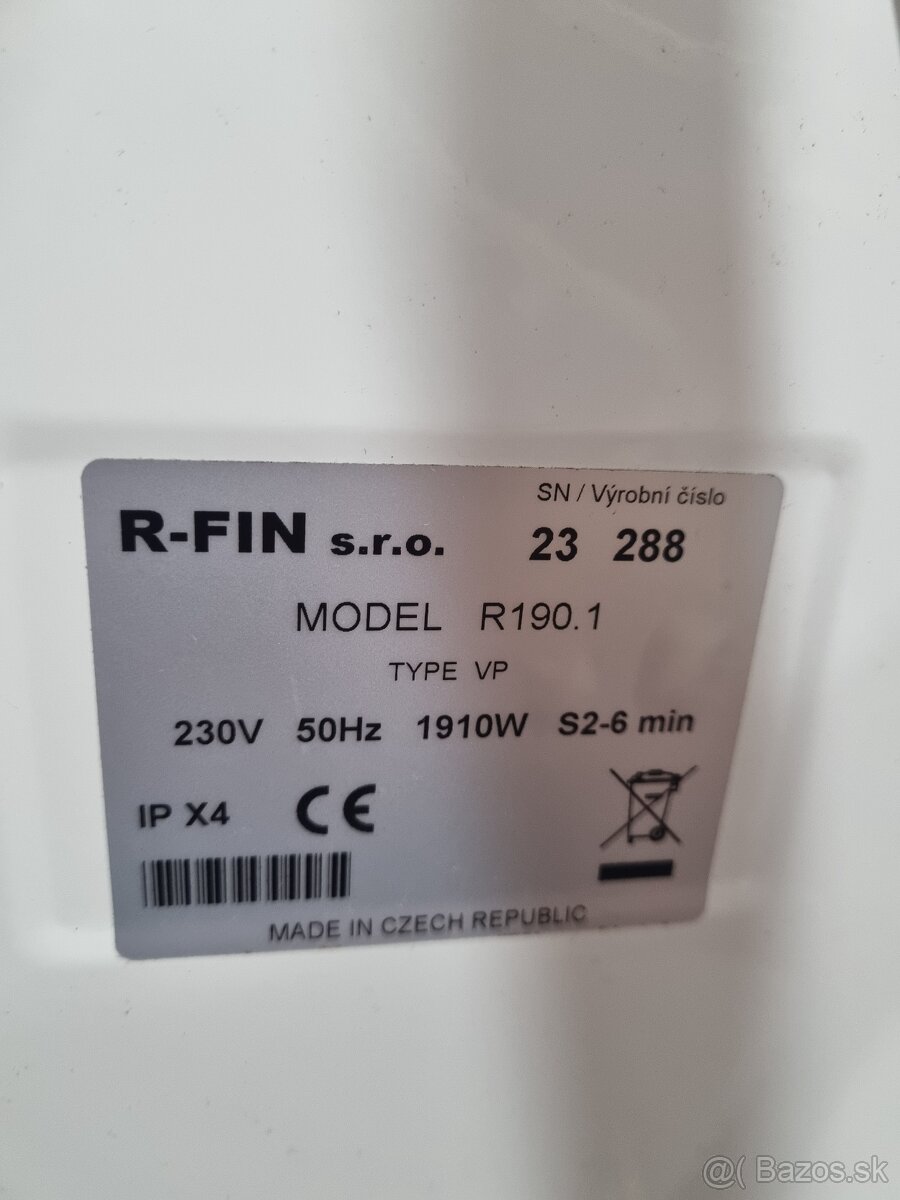 SN / Výrobní číslo
R-FIN s.r.o. 23 288
MODEL R190.1
TYPE VP
230V 50Hz 1910W S2-6 min
IP X4 CE
MADE IN CZECH REPUBLIC
@( Bazos.sk